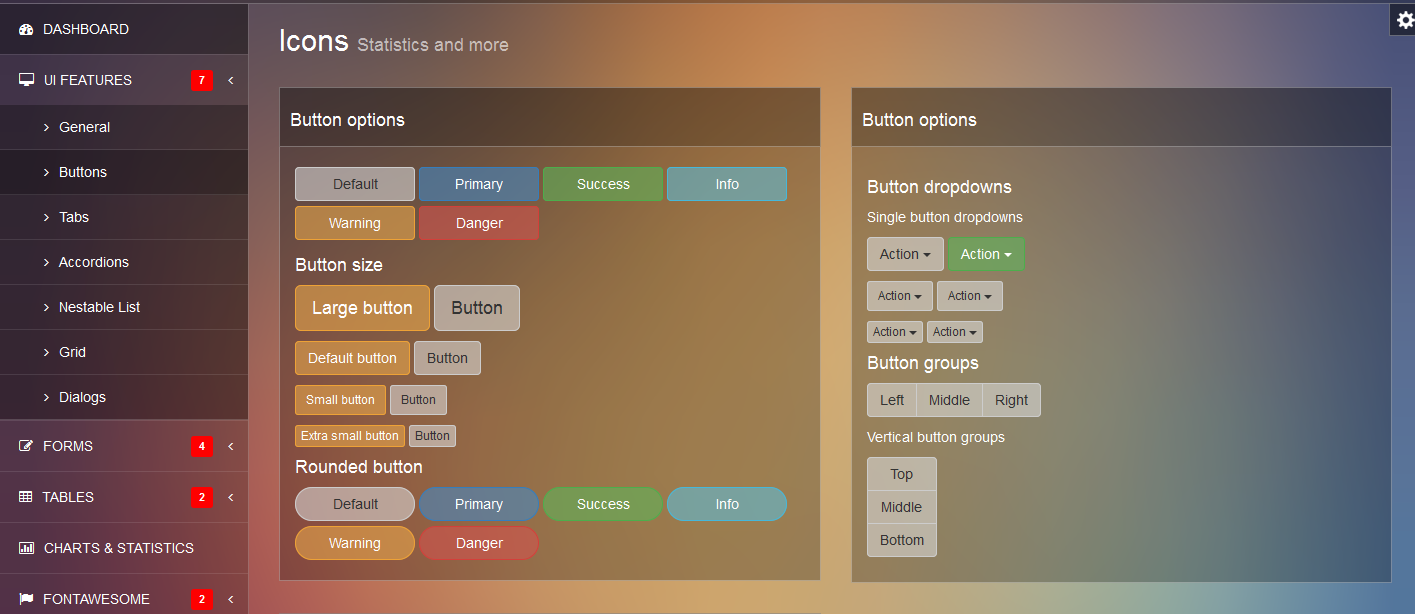 DASHBOARD
UI FEATURES 7
General
Buttons
Tabs
Accordions
Nestable List
Grid
Dialogs
FORMS 4
TABLES 2
CHARTS & STATISTICS
FONTAWESOME 2
Icons Statistics and more
Button options
Default Primary Success Info
Warning Danger
Button size
Large button Button
Default button Button
Small button Button
Extra small button Button
Rounded button
Default Primary Success Info
Warning Danger
Button options
Button dropdowns
Single button dropdowns
Action Action
Action Action
Action Action
Button groups
Left Middle Right
Vertical button groups
Top
Middle
Bottom